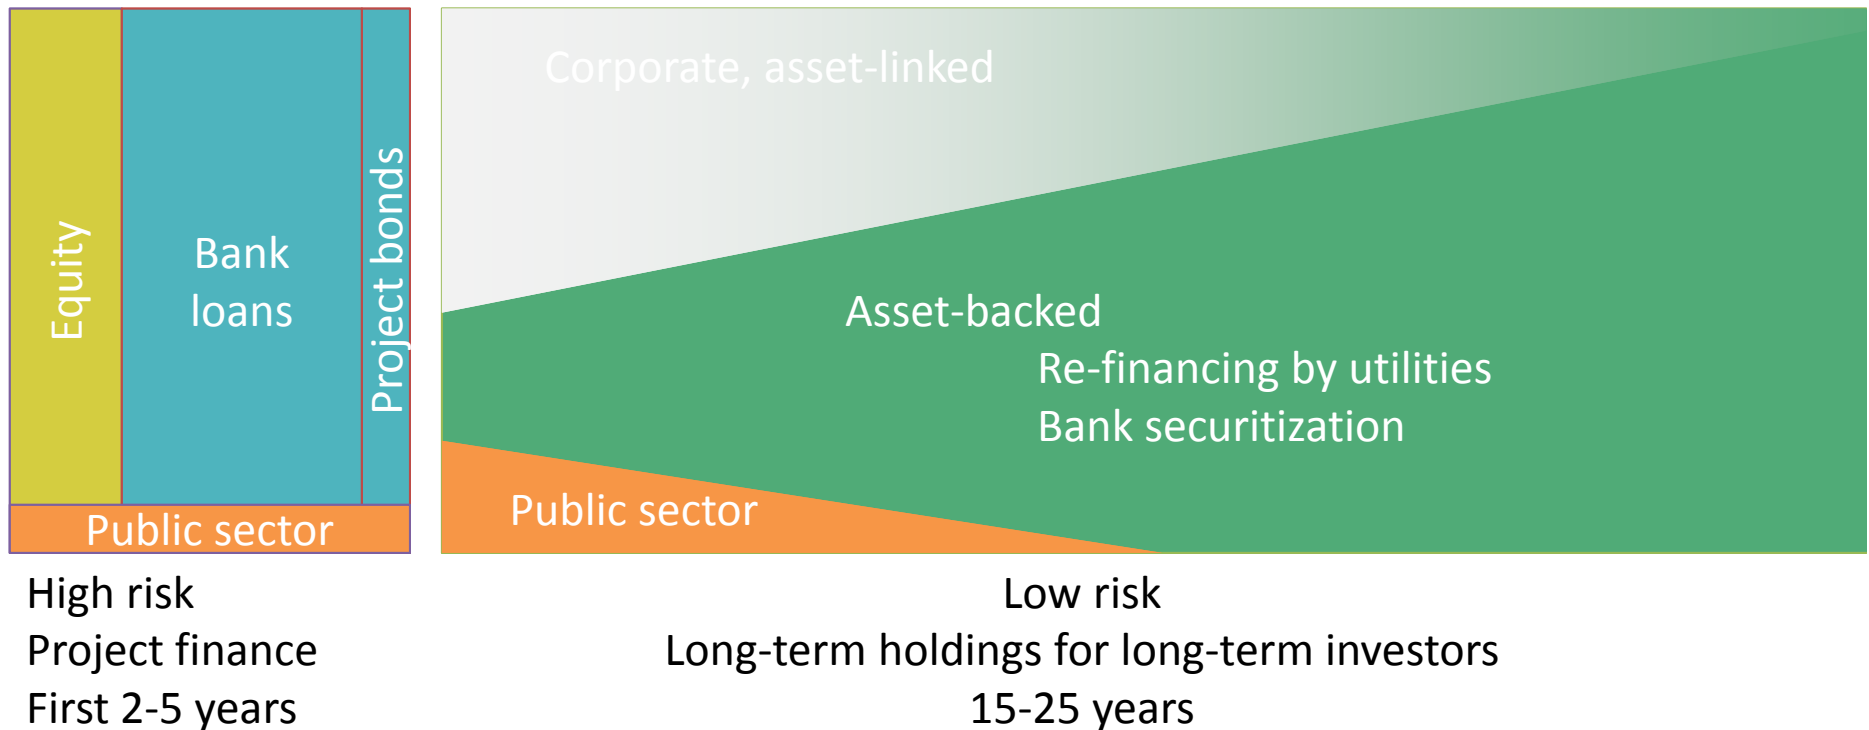 Equity
Bank
loans
Project bonds
Public sector
Corporate, asset-linked
Asset-backed
Re-financing by utilities
Bank securitization
Public sector
High risk
Project finance
First 2-5 years
Low risk
Long-term holdings for long-term investors
15-25 years